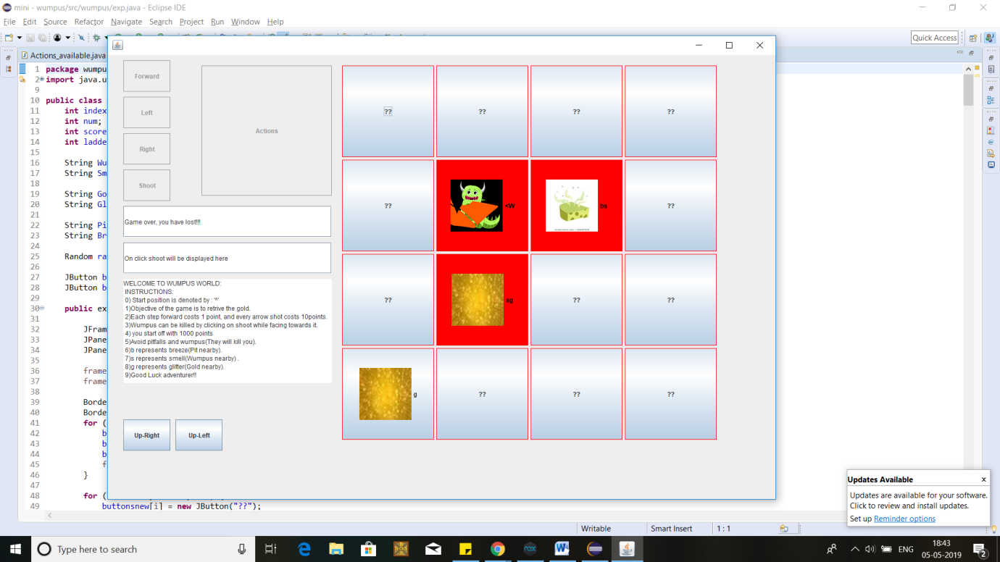 mini - wumpus/src/wumpus/exp.java - Eclipse IDE
File Edit Source Refactor Navigate Search Project Run Window Help
Quick Access
Actions_available.java
1 package wumpu
2 import java.u
9
10 public class
11 int index
12 int num;
13 int score
14 int ladde
15
16 String Wu
17 String Sm
18
19 String Go
20 String Gl
21
22 String Pi
23 String Br
24
25 Random ra
26
27 JButton b
28 JButton b
29
30 public ex
31
32 JFram
33 JPane
34 JPane
35
36 frame
37 frame
38
39 Borde
40 Borde
41 for (
42 b
43 b
44 b
45 f
46 }
47
48 for (
49 buttonsnew[i] = new JButton("??");
Forward
Left
Right
Shoot
Actions
Game over, you have lost!!!
On click shoot will be displayed here
WELCOME TO WUMPUS WORLD:
INSTRUCTIONS:
0) Start position is denoted by : '^'
1)Objective of the game is to retrive the gold.
2)Each step forward costs 1 point, and every arrow shot costs 10points.
3)Wumpus can be killed by clicking on shoot while facing towards it.
4) you start off with 1000 points
5)Avoid pitfalls and wumpus(They will kill you).
6)b represents breeze(Pit nearby).
7)s represents smell(Wumpus nearby) .
8)g represents glitter(Gold nearby).
9)Good Luck adventurer!!
Up-Right Up-Left
?? ?? ?? ??
?? <W bs ??
?? sg ?? ??
g ?? ?? ??
Updates Available x
Updates are available for your software.
Click to review and install updates.
Set up Reminder options
Writable Smart Insert 1 : 1
Type here to search
ENG
18:43
05-05-2019
2